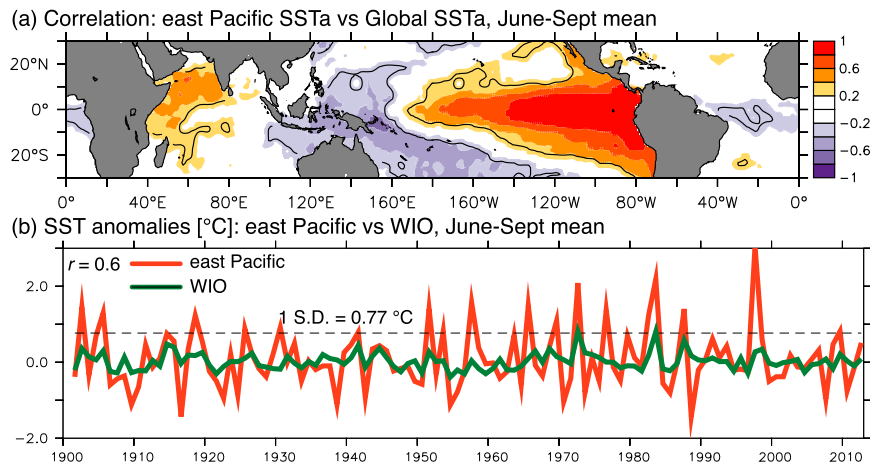 (a) Correlation: east Pacific SSTa vs Global SSTa, June-Sept mean
20°N
0°
20°S
0° 40°E 80°E 120°E 160°E 160°W 120°W 80°W 40°W 0°
1
0.6
0.2
−0.2
−0.6
−1
(b) SST anomalies [°C]: east Pacific vs WIO, June-Sept mean
r = 0.6
east Pacific
WIO
1 S.D. = 0.77 °C
2.0
0.0
−2.0
1900 1910 1920 1930 1940 1950 1960 1970 1980 1990 2000 2010